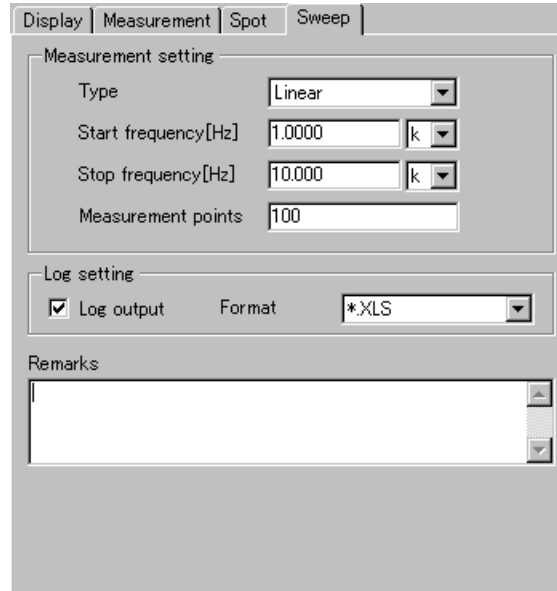 Display Measurement Spot Sweep
Measurement setting
Type Linear
Start frequency[Hz] 1.0000 k
Stop frequency[Hz] 10.000 k
Measurement points 100
Log setting
Log output Format *.XLS
Remarks